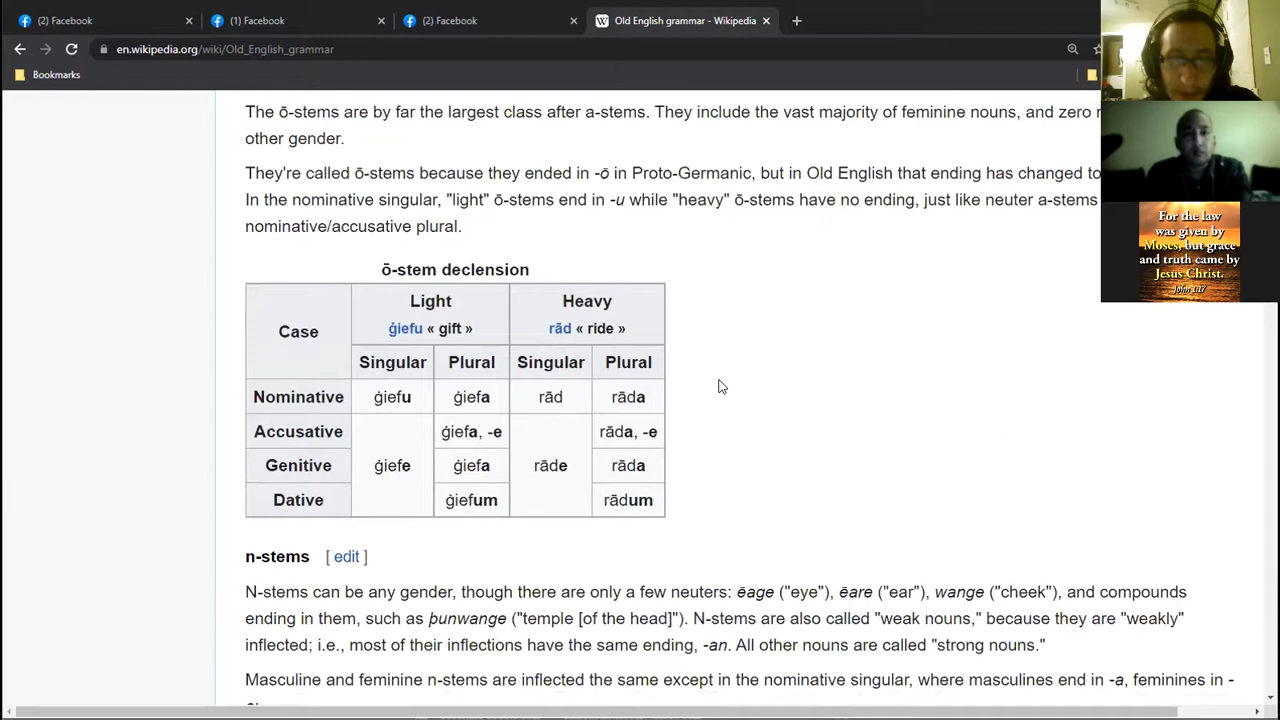 (2) Facebook
(1) Facebook
(2) Facebook
W Old English grammar - Wikipedia
en.wikipedia.org/wiki/Old_English_grammar
Bookmarks
The ō-stems are by far the largest class after a-stems. They include the vast majority of feminine nouns, and zero
other gender.
They're called ō-stems because they ended in -ō in Proto-Germanic, but in Old English that ending has changed to
In the nominative singular, "light" ō-stems end in -u while "heavy" ō-stems have no ending, just like neuter a-stems
nominative/accusative plural.
ō-stem declension
Case Light Heavy
ġiefu « gift » rād « ride »
Singular Plural Singular Plural
Nominative ġiefu ġiefa rād rāda
Accusative ġiefa, -e rāda, -e
Genitive ġiefe ġiefa rāde rāda
Dative ġiefum rādum
n-stems [ edit ]
N-stems can be any gender, though there are only a few neuters: ēage ("eye"), ēare ("ear"), wange ("cheek"), and compounds
ending in them, such as þunwange ("temple [of the head]"). N-stems are also called "weak nouns," because they are "weakly"
inflected; i.e., most of their inflections have the same ending, -an. All other nouns are called "strong nouns."
Masculine and feminine n-stems are inflected the same except in the nominative singular, where masculines end in -a, feminines in -
For the law
was given by
Moses, but grace
and truth came by
Jesus Christ.
John 1:17